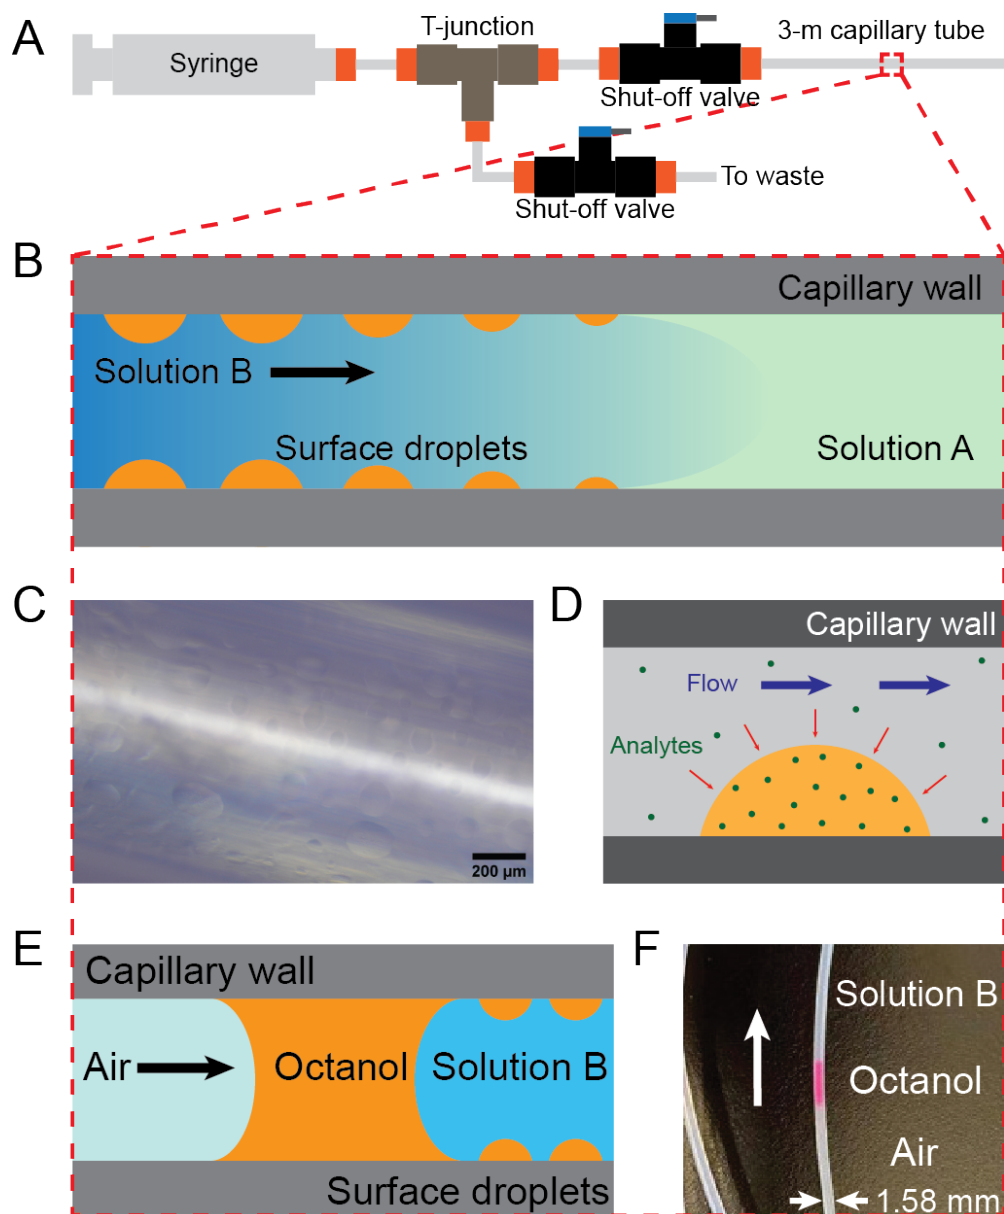 A
Syringe
T-junction
Shut-off valve
3-m capillary tube
Shut-off valve
To waste
B
Capillary wall
Solution B
Surface droplets
Solution A
C
200 μm
D
Capillary wall
Flow
Analytes
E
Capillary wall
Air
Octanol
Solution B
Surface droplets
F
Solution B
Octanol
Air
1.58 mm